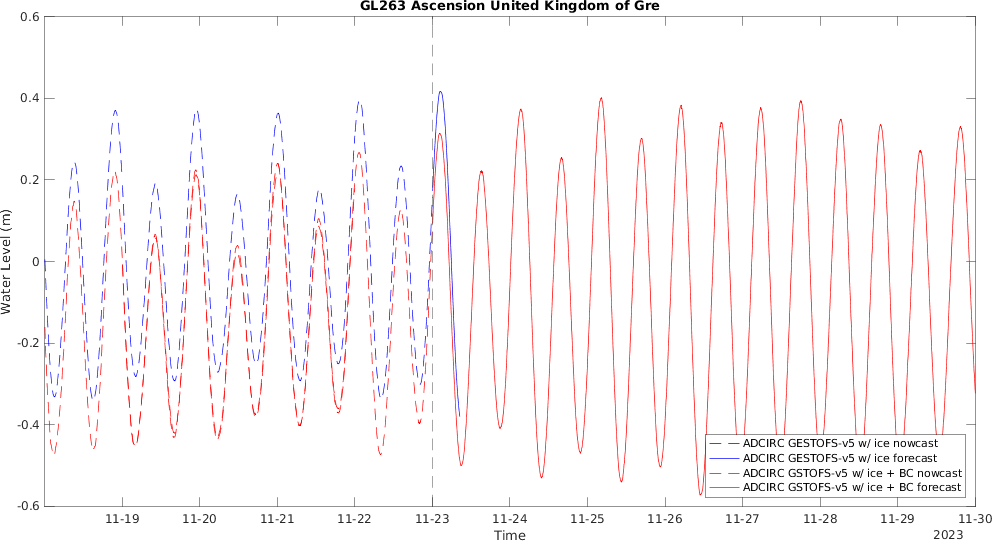 GL263 Ascension United Kingdom of Gre
0.6
0.4
0.2
0
-0.2
-0.4
-0.6
Water Level (m)
11-19
11-20
11-21
11-22
11-23
11-24
11-25
11-26
11-27
11-28
11-29
11-30
Time
2023
ADCIRC GESTOFS-v5 w/ ice nowcast
ADCIRC GESTOFS-v5 w/ ice forecast
ADCIRC GSTOFS-v5 w/ ice + BC nowcast
ADCIRC GSTOFS-v5 w/ ice + BC forecast